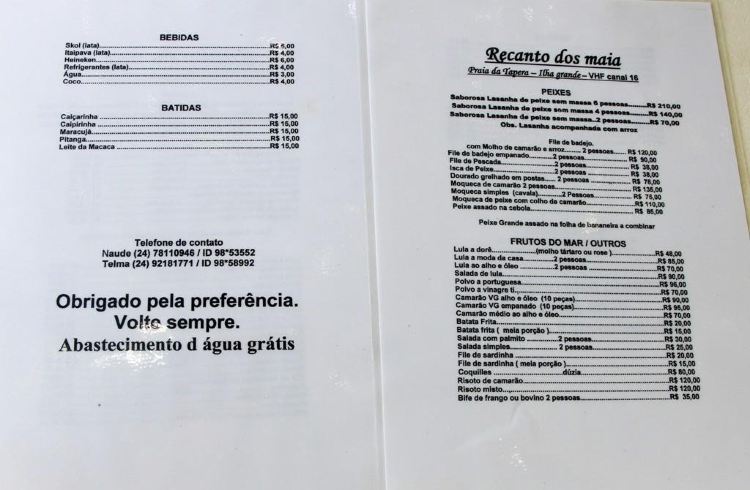 BEBIDAS
Skol (lata)...R$ 5,00
Itaipava (lata)...R$ 4,00
Heineken...R$ 6,00
Refrigerantes (lata)...R$ 4,00
Água...R$ 3,00
Coco...R$ 4,00
BATIDAS
Caiçarinha...R$ 15,00
Caipirinha...R$ 15,00
Maracujá...R$ 15,00
Pitanga...R$ 15,00
Leite da Macaca...R$ 15,00
Telefone de contato
Naude (24) 78110946 / ID 98*53552
Telma (24) 92181771 / ID 98*58992
Obrigado pela preferência.
Volte sempre.
Abastecimento d água grátis
Recanto dos maia
Praia da Tapera – Ilha grande – VHF canal 16
PEIXES
Saborosa Lasanha de peixe sem massa 6 pessoas...R$ 210,00
Saborosa Lasanha de peixe sem massa 4 pessoas...R$ 140,00
Saborosa Lasanha de peixe sem massa..2 pessoas...R$ 70,00
Obs. Lasanha acompanhada com arroz
File de badejo.
com Molho de camarão e arroz...2 pessoas...R$ 120,00
File de badejo empanado...2 pessoas...R$ 90,00
File de Pescada...2 pessoas...R$ 38,00
Isca de Peixe...2 pessoas...R$ 38,00
Dourado grelhado em postas...2 pessoas...R$ 78,00
Moqueca de camarão 2 pessoas...R$ 135,00
Moqueca simples (cavala)...2 Pessoas...R$ 75,00
Moqueca de peixe com colho de camarão...R$ 110,00
Peixe assado na cebola...R$ 85,00
Peixe Grande assado na folha de bananeira a combinar
FRUTOS DO MAR / OUTROS
Lula a dorê...(molho tártaro ou rose )...R$ 48,00
Lula a moda da casa...2 pessoas...R$ 85,00
Lula ao alho e óleo...2 pessoas...R$ 70,00
Salada de lula...R$ 90,00
Polvo a portuguesa...R$ 96,00
Polvo a vinagre ti...R$ 70,00
Camarão VG alho e óleo (10 peças)...R$ 90,00
Camarão VG empanado (10 peças)...R$ 95,00
Camarão médio ao alho e óleo...R$ 70,00
Batata Frita...R$ 20,00
Batata frita ( meia porção )...R$ 15,00
Salada com palmito...2 pessoas...R$ 30,00
Salada simples...2 pessoas...R$ 25,00
File de sardinha...R$ 20,00
File de sardinha ( meia porção )...R$ 15,00
Coquilles...dúzia...R$ 80,00
Risoto de camarão...R$ 120,00
Risoto misto...R$ 120,00
Bife de frango ou bovino 2 pessoas...R$ 35,00